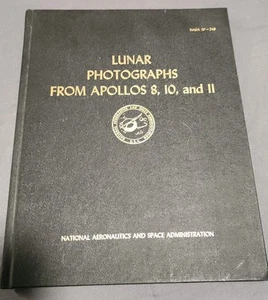 NASA SP-246
LUNAR
PHOTOGRAPHS
FROM APOLLOS 8, 10, and 11
NATIONAL AERONAUTICS AND SPACE ADMINISTRATION